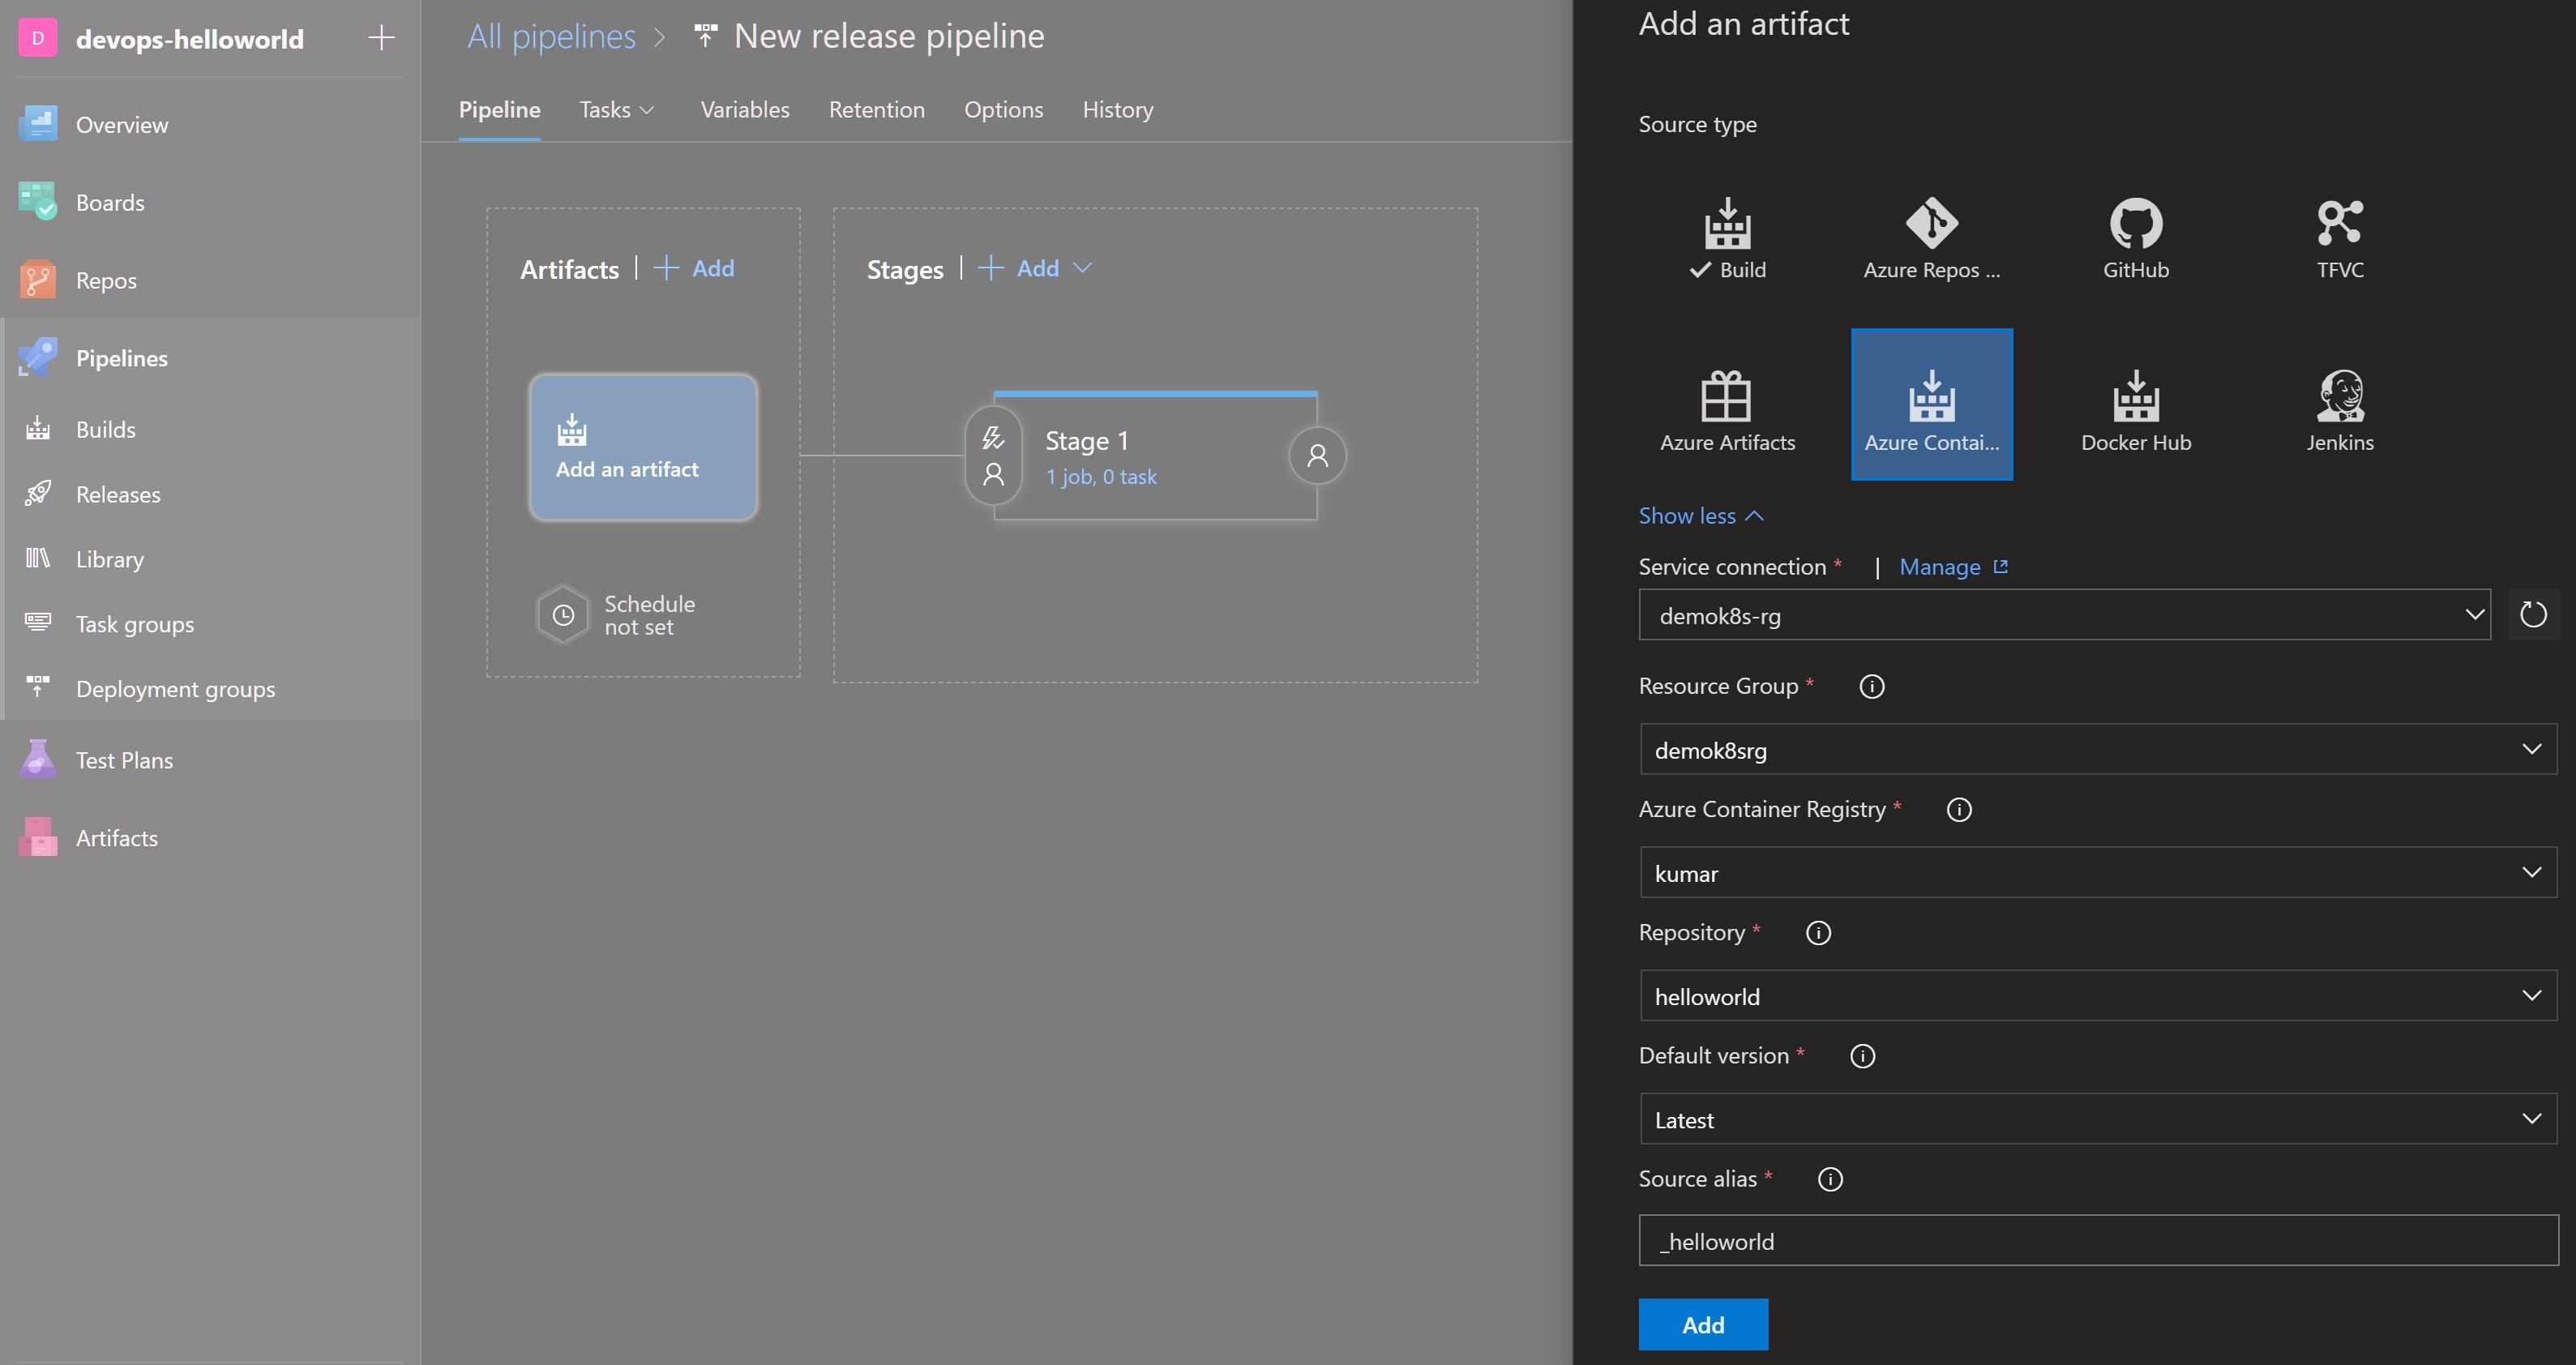 D devops-helloworld
Overview
Boards
Repos
Pipelines
Builds
Releases
Library
Task groups
Deployment groups
Test Plans
Artifacts
All pipelines > New release pipeline
Pipeline Tasks Variables Retention Options History
Artifacts | + Add
Add an artifact
Schedule
not set
Stages | + Add
Stage 1
1 job, 0 task
Add an artifact
Source type
Build Azure Repos ... GitHub TFVC
Azure Artifacts Azure Contai... Docker Hub Jenkins
Show less
Service connection * | Manage
demok8s-rg
Resource Group *
demok8srg
Azure Container Registry *
kumar
Repository *
helloworld
Default version *
Latest
Source alias *
_helloworld
Add